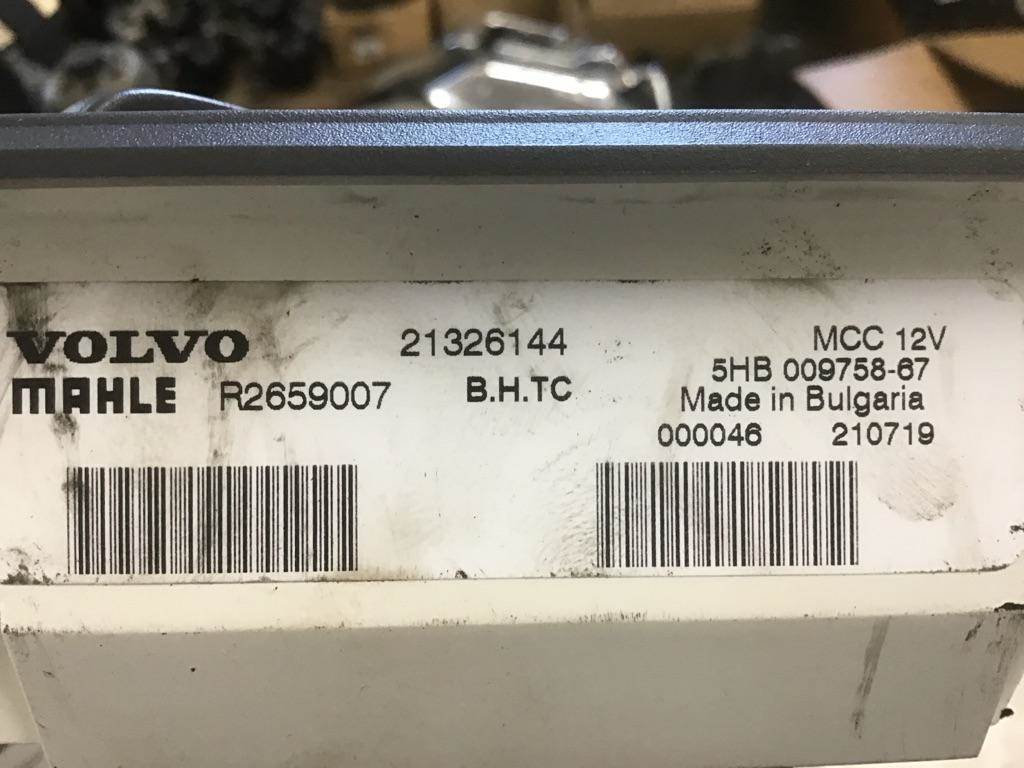 VOLVO 21326144 MCC 12V
MAHLE R2659007 B.H.TC 5HB 009758-67
Made in Bulgaria
000046 210719